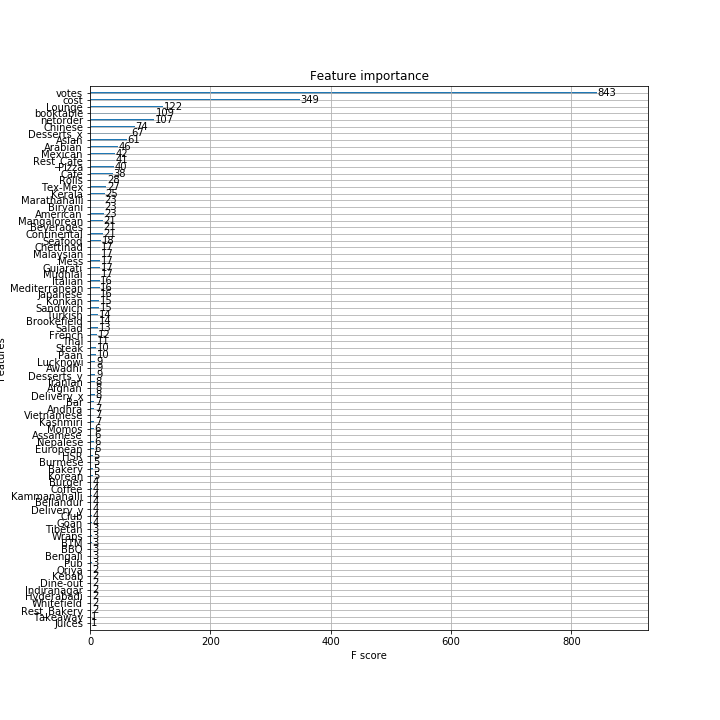 Feature importance
votes 843
cost 349
Lounge 122
booktable 109
netorder 107
Chinese 74
Desserts_x 67
Asian 61
Arabian 46
Mexican 42
Rest_Cafe 41
Pizza 40
Cafe 38
Rolls 28
Tex-Mex 27
Kerala 25
Marathahalli 23
Biryani 23
American 23
Mangalorean 21
Beverages 21
Continental 21
Seafood 18
Chettinad 17
Malaysian 17
Mess 17
Gujarati 17
Mughlai 17
Italian 16
Mediterranean 16
Japanese 16
Konkan 15
Sandwich 15
Turkish 14
Brookefield 14
Salad 13
French 12
Thai 11
Steak 10
Paan 10
Lucknowi 9
Awadhi 9
Desserts_y 9
Iranian 8
Afghan 8
Delivery_x 8
Bar 7
Andhra 7
Vietnamese 7
Kashmiri 7
Momos 6
Assamese 6
Nepalese 6
European 6
HSR 5
Burmese 5
Bakery 5
Korean 5
Burger 4
Coffee 4
Kammanahalli 4
Bellandur 4
Delivery_y 4
Club 4
Goan 4
Tibetan 3
Wraps 3
BTM 3
BBQ 3
Bengali 3
Pub 3
Oriya 2
Kebab 2
Dine-out 2
Indiranagar 2
Hyderabadi 2
Whitefield 2
Rest_Bakery 2
Takeaway 1
Juices 1
0 200 400 600 800
F score
Features